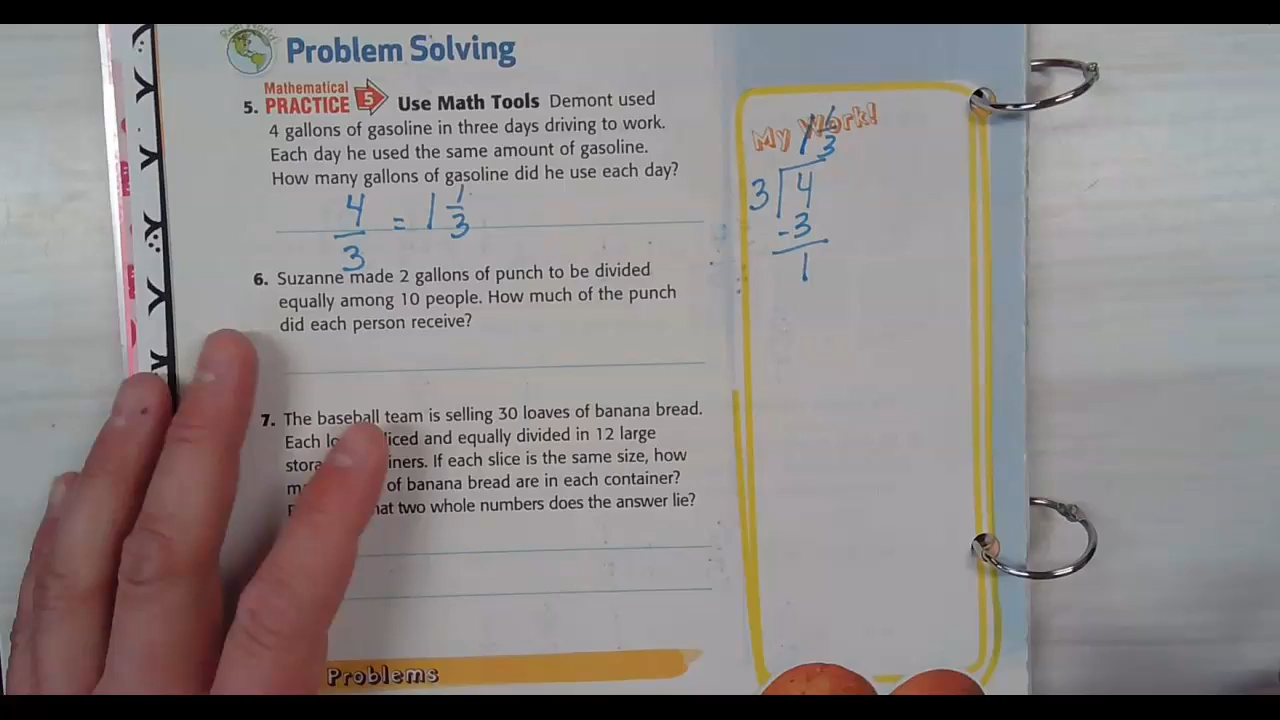 Real World
Problem Solving
Mathematical
5. PRACTICE 5 Use Math Tools Demont used
4 gallons of gasoline in three days driving to work.
Each day he used the same amount of gasoline.
How many gallons of gasoline did he use each day?
4/3 = 1 1/3
6. Suzanne made 2 gallons of punch to be divided
equally among 10 people. How much of the punch
did each person receive?
7. The baseball team is selling 30 loaves of banana bread.
Each sliced and equally divided in 12 large
If each slice is the same size, how
of banana bread are in each container?
two whole numbers does the answer lie?
Problems
My Work!
1 1/3
3 4
-3
1